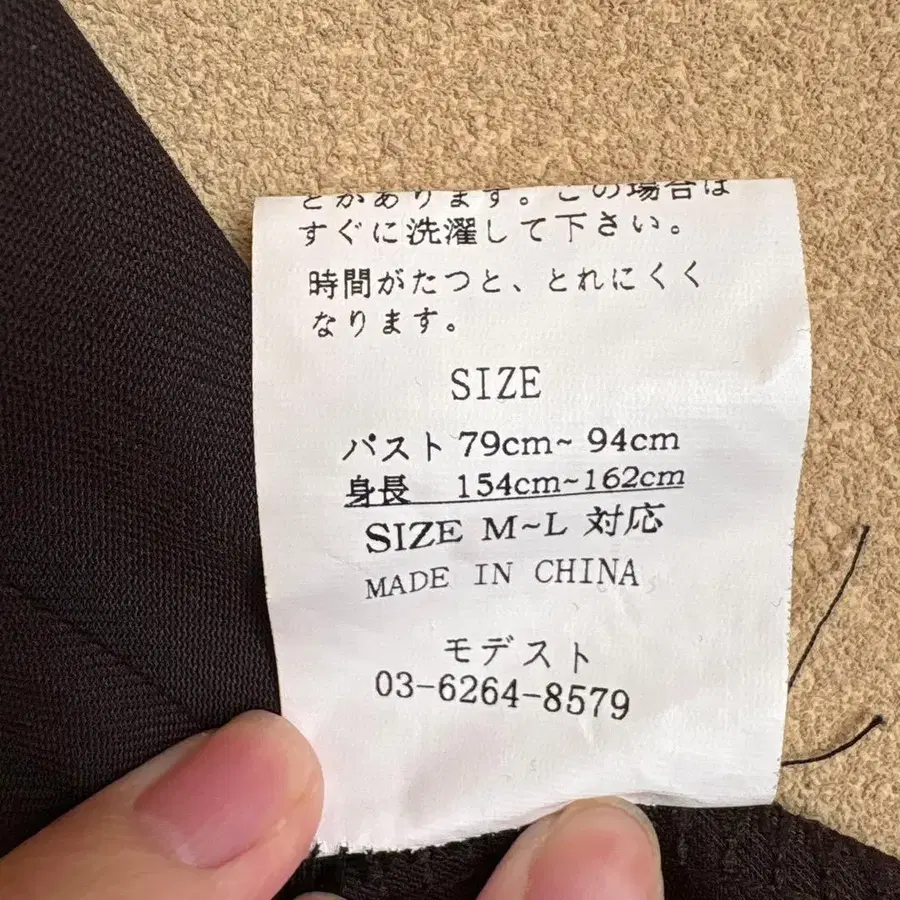 とがあります。この場合は
すぐに洗濯して下さい。
時間がたつと、とれにくく
なります。
SIZE
パスト 79cm~ 94cm
身長 154cm~162cm
SIZE M~L 対応
MADE IN CHINA
モデスト
03-6264-8579